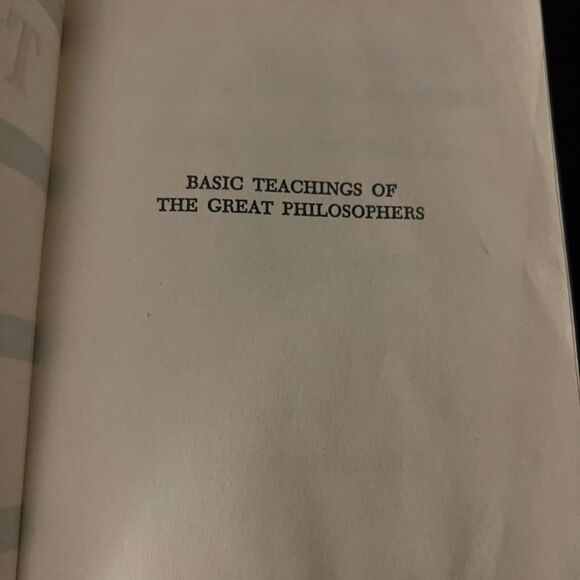 BASIC TEACHINGS OF
THE GREAT PHILOSOPHERS